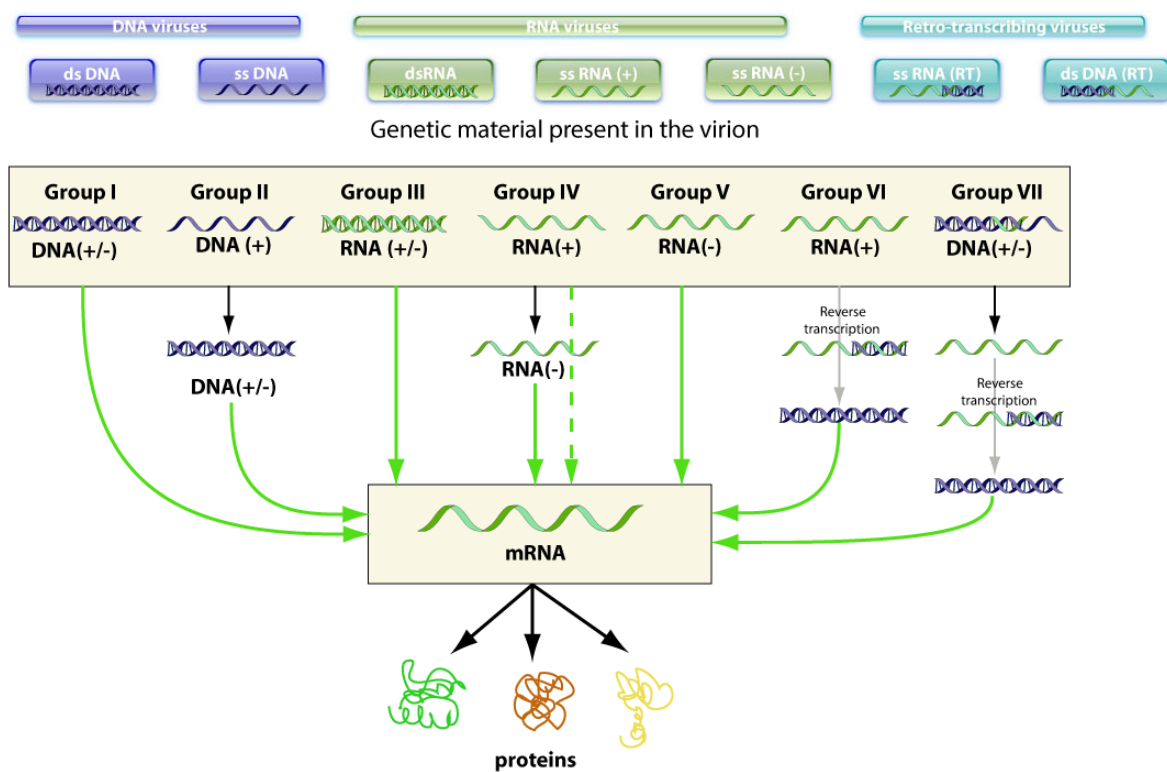 DNA viruses
RNA viruses
Retro-transcribing viruses
ds DNA
ss DNA
dsRNA
ss RNA (+)
ss RNA (-)
ss RNA (RT)
ds DNA (RT)
Genetic material present in the virion
Group I
DNA(+/-)
Group II
DNA (+)
Group III
RNA (+/-)
Group IV
RNA(+)
Group V
RNA(-)
Group VI
RNA(+)
Group VII
DNA(+/-)
DNA(+/-)
RNA(-)
Reverse
transcription
Reverse
transcription
mRNA
proteins